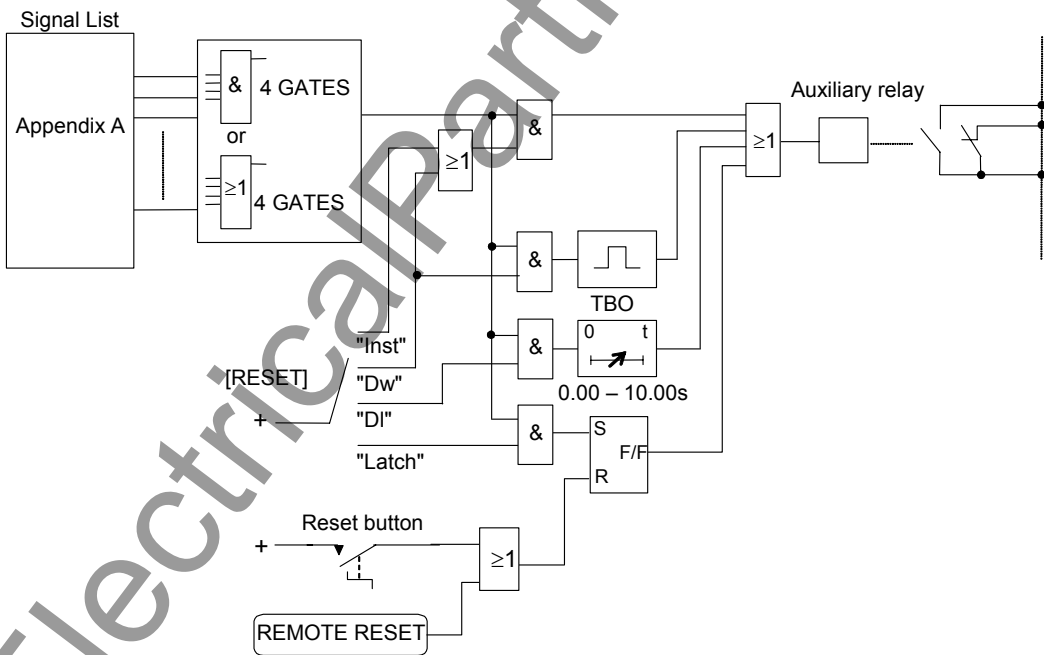 Signal List
Appendix A
&
4 GATES
or
≥1
4 GATES
≥1
&
≥1
Auxiliary relay
&
TBO
&
0 t
0.00 – 10.00s
&
S
F/F
R
[RESET]
+
"Inst"
"Dw"
"Dl"
"Latch"
Reset button
+
≥1
REMOTE RESET
ElectricalParti